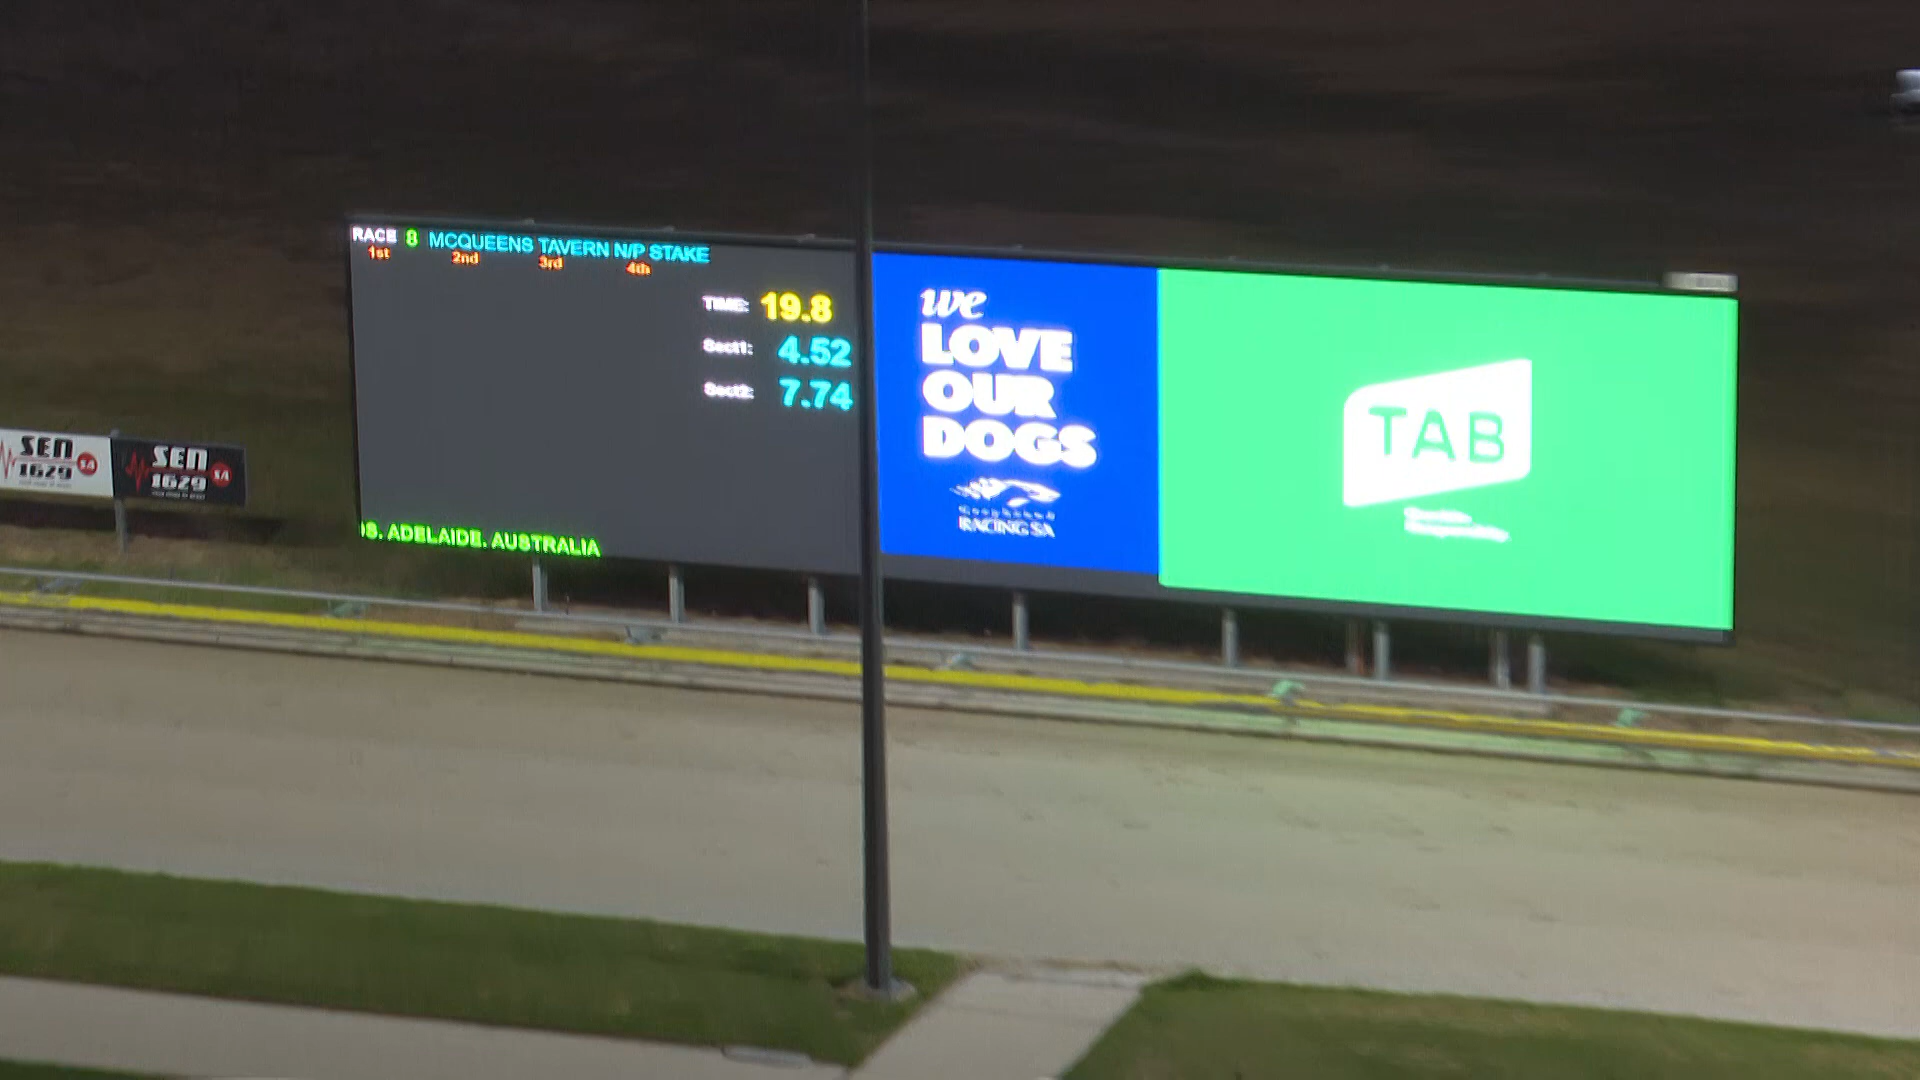 RACE 8 MCQUEENS TAVERN N/P STAKE
1st 2nd 3rd 4th
TIME: 19.8
Sect1: 4.52
Sect2: 7.74
S. ADELAIDE. AUSTRALIA
we
LOVE
OUR
DOGS
RACING SA
TAB
SEN
1629 SA
SEN
1629 SA